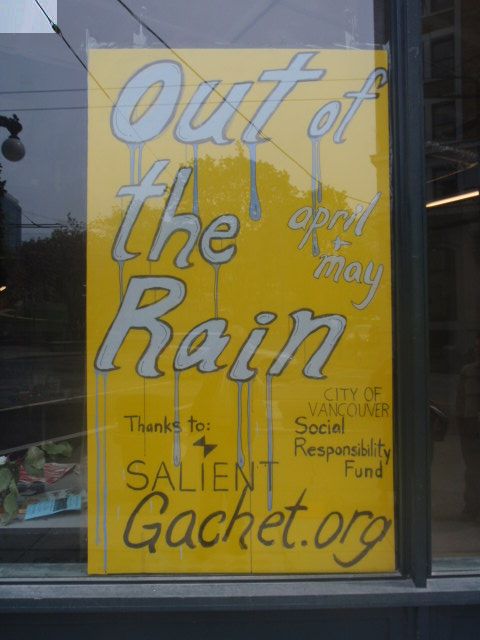 Out of
the
Rain
april
+
may
CITY OF
VANCOUVER
Social
Responsibility
Fund
Thanks to:
SALIENT
Gachet.org